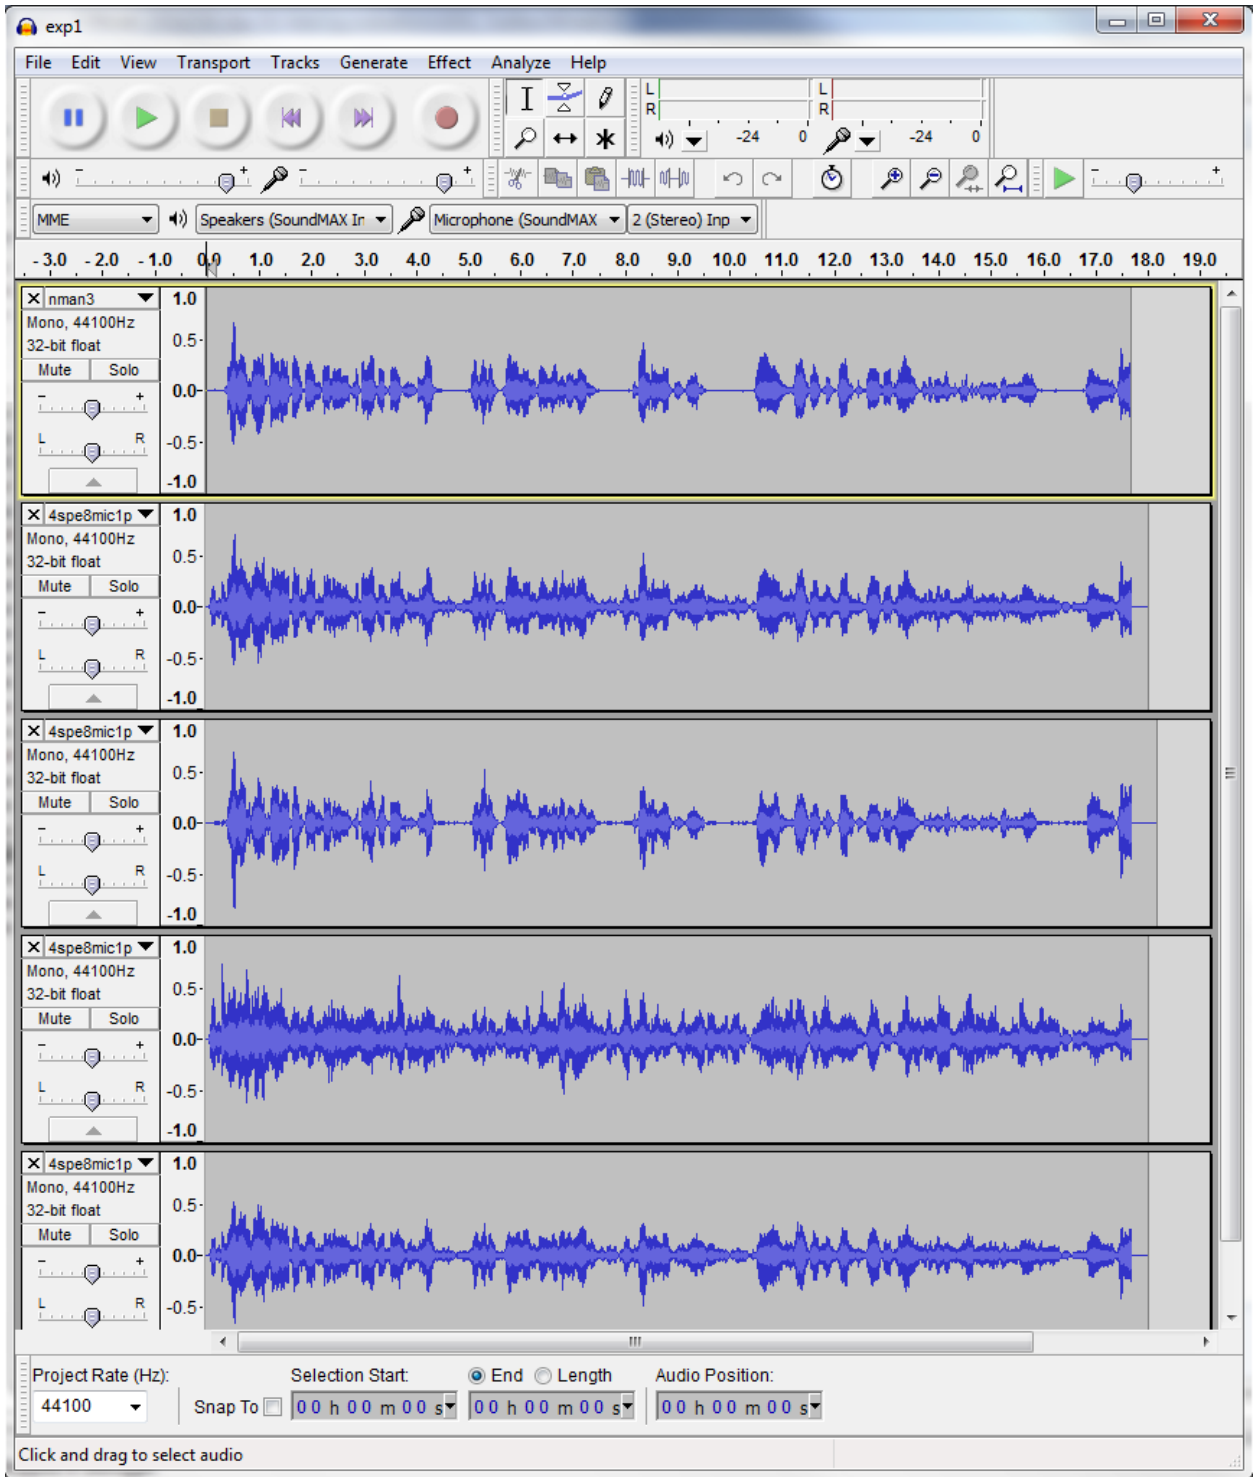 exp1
File Edit View Transport Tracks Generate Effect Analyze Help
L L
R R
-24 0 -24 0
- + - + - +
MME Speakers (SoundMAX In Microphone (SoundMAX 2 (Stereo) Inp
- 3.0 - 2.0 - 1.0 0.0 1.0 2.0 3.0 4.0 5.0 6.0 7.0 8.0 9.0 10.0 11.0 12.0 13.0 14.0 15.0 16.0 17.0 18.0 19.0
X nman3 1.0
Mono, 44100Hz
32-bit float 0.5-
Mute Solo
- + 0.0-
L R -0.5-
-1.0
X 4spe8mic1p 1.0
Mono, 44100Hz
32-bit float 0.5-
Mute Solo
- + 0.0-
L R -0.5-
-1.0
X 4spe8mic1p 1.0
Mono, 44100Hz
32-bit float 0.5-
Mute Solo
- + 0.0-
L R -0.5-
-1.0
X 4spe8mic1p 1.0
Mono, 44100Hz
32-bit float 0.5-
Mute Solo
- + 0.0-
L R -0.5-
-1.0
X 4spe8mic1p 1.0
Mono, 44100Hz
32-bit float 0.5-
Mute Solo
- + 0.0-
L R -0.5-
Project Rate (Hz): Selection Start: End Length Audio Position:
44100 Snap To 00 h 00 m 00 s 00 h 00 m 00 s 00 h 00 m 00 s
Click and drag to select audio